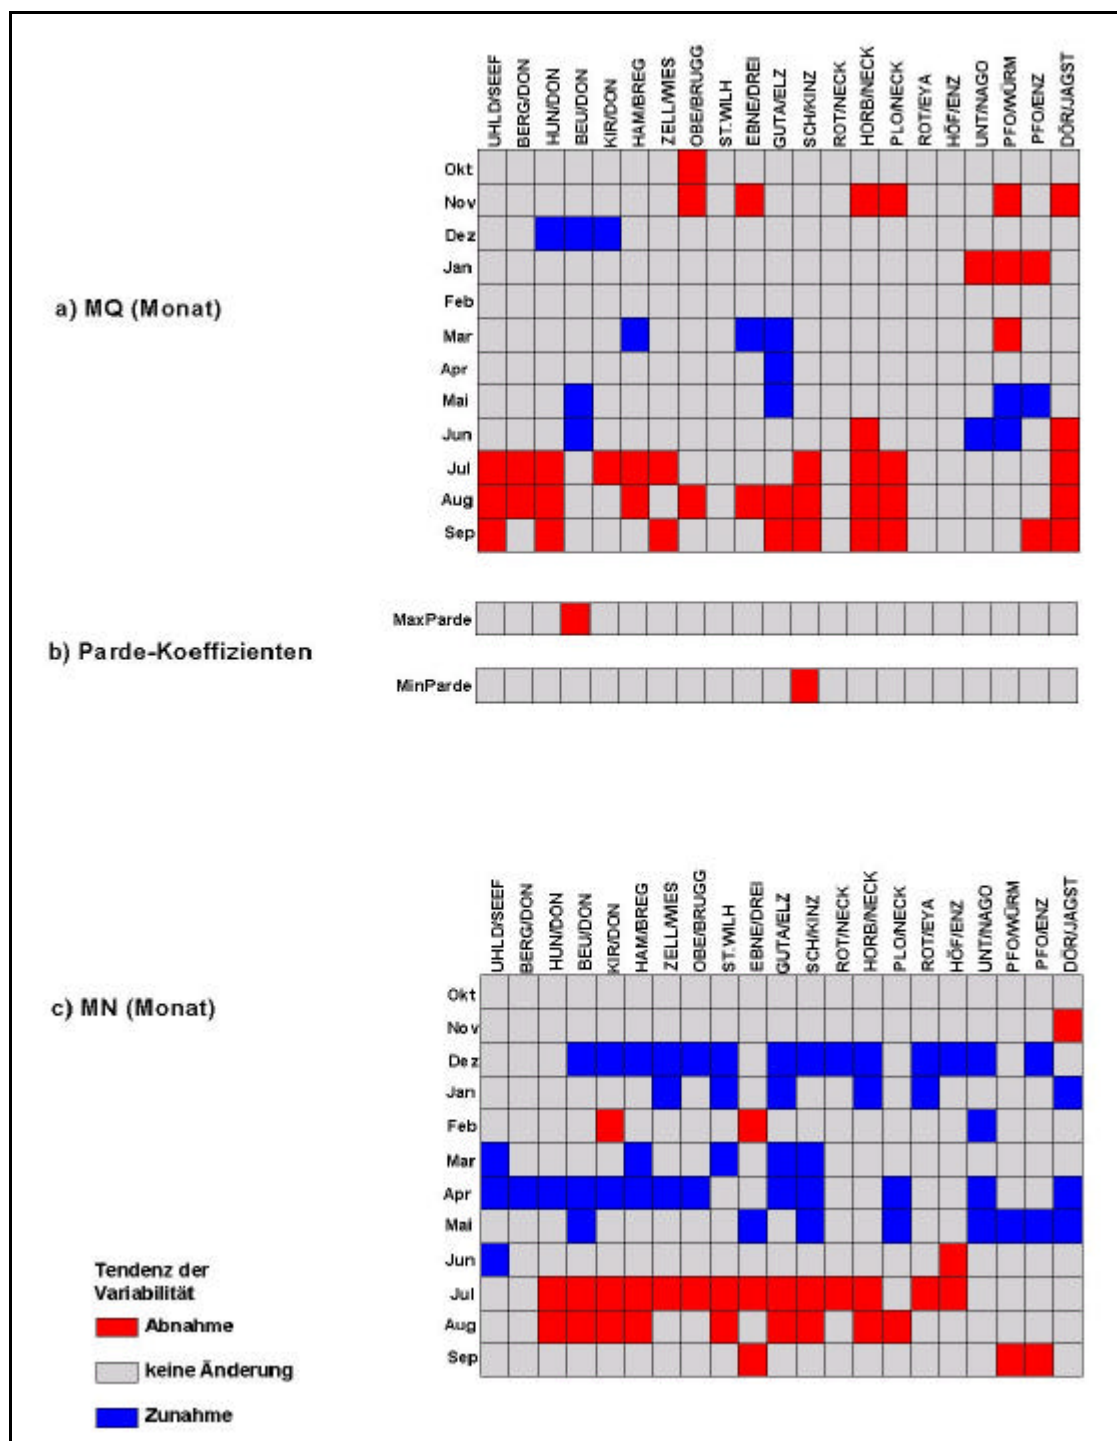 UHLD/SEEF
BERG/DON
HUN/DON
BEU/DON
KIR/DON
HAM/BREG
ZELL/WIES
OBE/BRUGG
ST.WILH
EBNE/DREI
GUTA/ELZ
SCH/KINZ
ROT/NECK
HORB/NECK
PLO/NECK
ROT/EYA
HÖF/ENZ
UNT/NAGO
PFO/WÜRM
PFO/ENZ
DÖR/JAGST
Okt
Nov
Dez
Jan
a) MQ (Monat)
Feb
Mar
Apr
Mai
Jun
Jul
Aug
Sep
MaxParde
b) Parde-Koeffizienten
MinParde
UHLD/SEEF
BERG/DON
HUN/DON
BEU/DON
KIR/DON
HAM/BREG
ZELL/WIES
OBE/BRUGG
ST.WILH
EBNE/DREI
GUTA/ELZ
SCH/KINZ
ROT/NECK
HORB/NECK
PLO/NECK
ROT/EYA
HÖF/ENZ
UNT/NAGO
PFO/WÜRM
PFO/ENZ
DÖR/JAGST
Okt
c) MN (Monat)
Nov
Dez
Jan
Feb
Mar
Apr
Mai
Jun
Jul
Aug
Sep
Tendenz der
Variabilität
Abnahme
keine Änderung
Zunahme